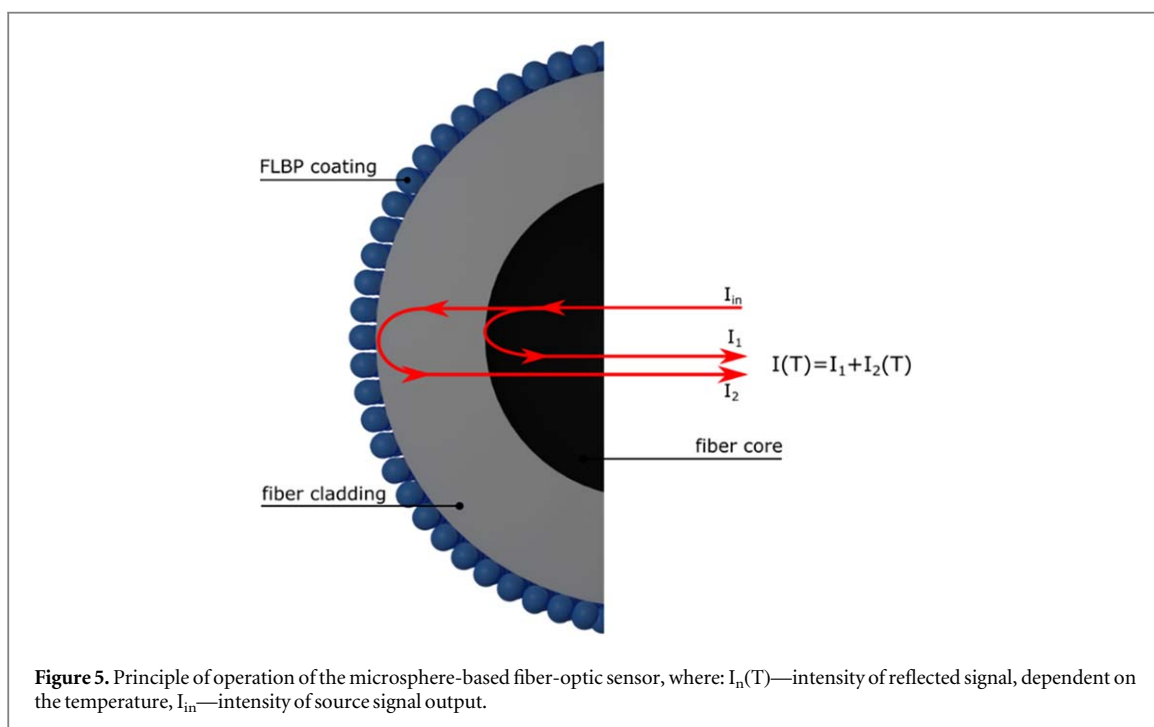 FLBP coating
I_in
I_1
I(T)=I_1+I_2(T)
I_2
fiber core
fiber cladding
Figure 5. Principle of operation of the microsphere-based fiber-optic sensor, where: I_n(T)—intensity of reflected signal, dependent on
the temperature, I_in—intensity of source signal output.